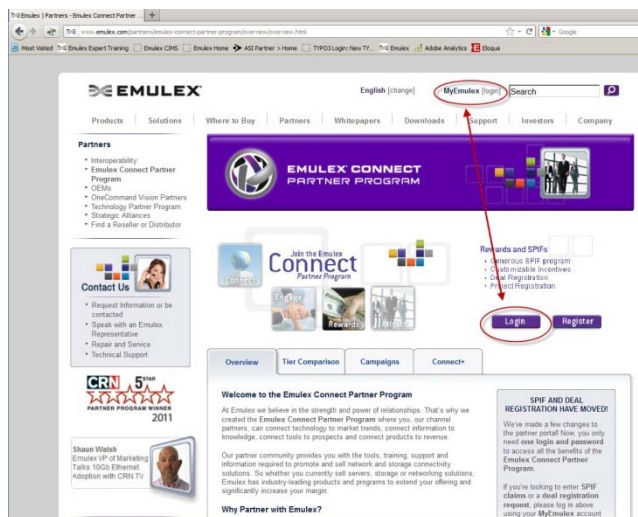 Emulex | Partners - Emulex Connect Partner ...
www.emulex.com/partners/emulex-connect-partner-program/overview/overview.html
Google
Most Visited Emulex Expert Training Emulex CIMS Emulex Home ASI Partner > Home TYPO3 Login: New TY... Emulex Adobe Analytics Eloqua
EMULEX
English [change]
MyEmulex [login]
Search
Products Solutions Where to Buy Partners Whitepapers Downloads Support Investors Company
Partners
Interoperability
Emulex Connect Partner
Program
OEMs
OneCommand Vision Partners
Technology Partner Program
Strategic Alliances
Find a Reseller or Distributor
EMULEX CONNECT
PARTNER PROGRAM
Contact Us
Request Information or be
contacted
Speak with an Emulex
Representative
Repair and Service
Technical Support
CRN 5 STAR
PARTNER PROGRAM WINNER
2011
Shaun Walsh
Emulex VP of Marketing
Talks 10Gb Ethernet
Adoption with CRN TV
Join the Emulex
Connect
Partner Program
Connect
Engage
Rewards
Attract
Rewards and SPIFs
Generous SPIF program
Customizable Incentives
Deal Registration
Project Registration
Login Register
Overview Tier Comparison Campaigns Connect+
Welcome to the Emulex Connect Partner Program
At Emulex we believe in the strength and power of relationships. That's why we
created the Emulex Connect Partner Program where you, our channel
partners, can connect technology to market trends, connect information to
knowledge, connect tools to prospects and connect products to revenue.
Our partner community provides you with the tools, training, support and
information required to promote and sell network and storage connectivity
solutions. So whether you currently sell servers, storage or networking solutions,
Emulex has industry-leading products and programs to extend your offering and
significantly increase your margin.
Why Partner with Emulex?
SPIF AND DEAL
REGISTRATION HAVE MOVED!
We've made a few changes to
the partner portal! Now, you only
need one login and password
to access all the benefits of the
Emulex Connect Partner
Program.
If you're looking to enter SPIF
claims or a deal registration
request, please log in above
using your MyEmulex account